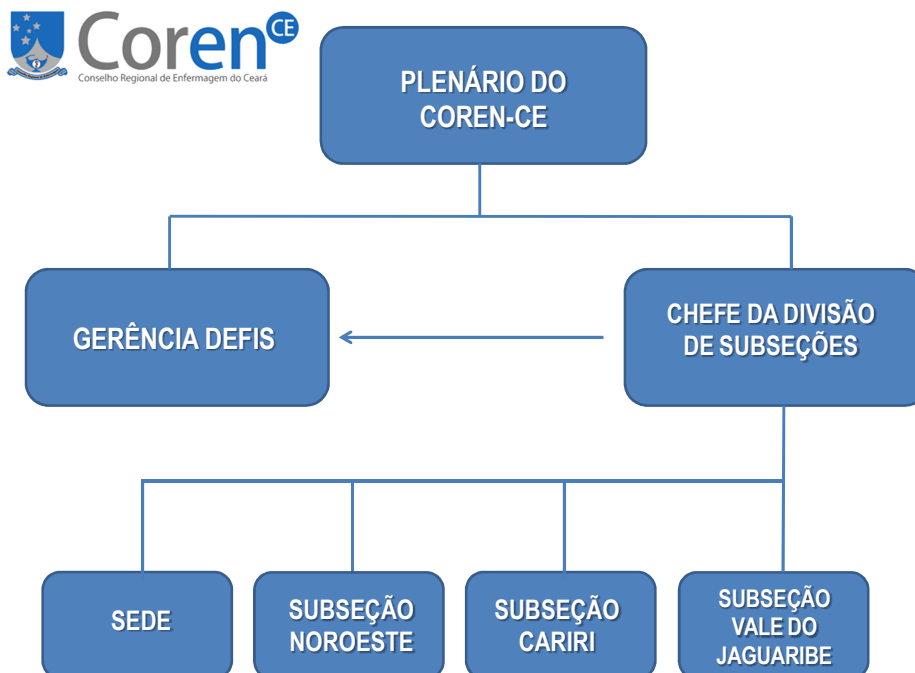 Coren CE
Conselho Regional de Enfermagem do Ceará
PLENÁRIO DO
COREN-CE
GERÊNCIA DEFIS
CHEFE DA DIVISÃO
DE SUBSEÇÕES
SEDE
SUBSEÇÃO
NOROESTE
SUBSEÇÃO
CARIRI
SUBSEÇÃO
VALE DO
JAGUARIBE